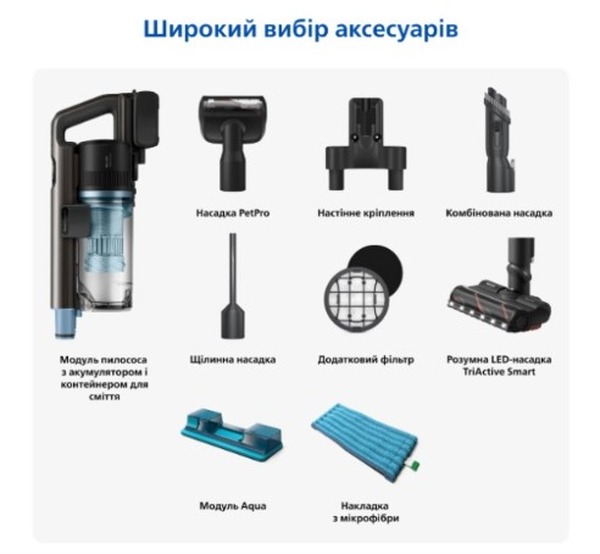 Широкий вибір аксесуарів
Насадка PetPro
Настінне кріплення
Комбінована насадка
Модуль пилососа
з акумулятором і
контейнером для
сміття
Щілинна насадка
Додатковий фільтр
Розумна LED-насадка
TriActive Smart
Модуль Aqua
Накладка
з мікрофібри